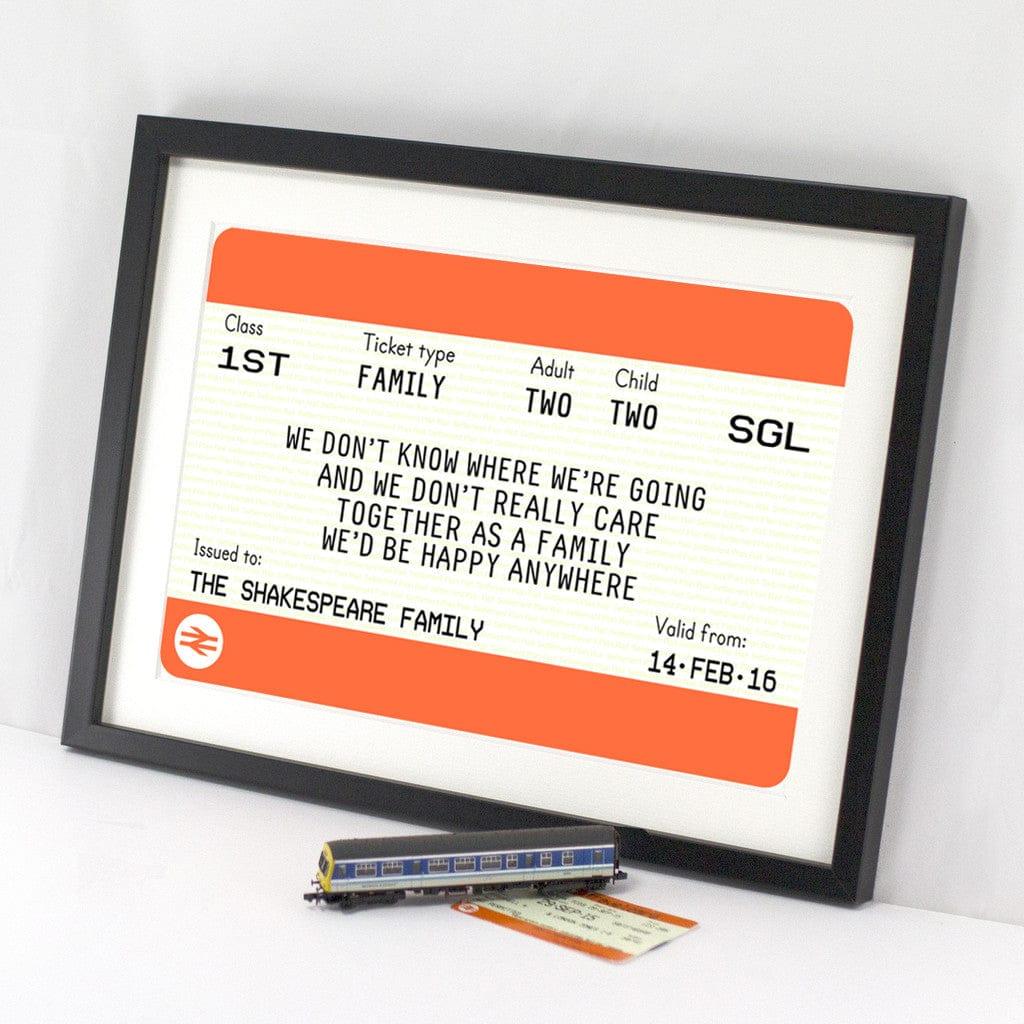 Class
Ticket type
Adult
Child
1ST
FAMILY
TWO
TWO
SGL
WE DON'T KNOW WHERE WE'RE GOING
AND WE DON'T REALLY CARE
TOGETHER AS A FAMILY
WE'D BE HAPPY ANYWHERE
Issued to:
THE SHAKESPEARE FAMILY
Valid from:
14·FEB·16